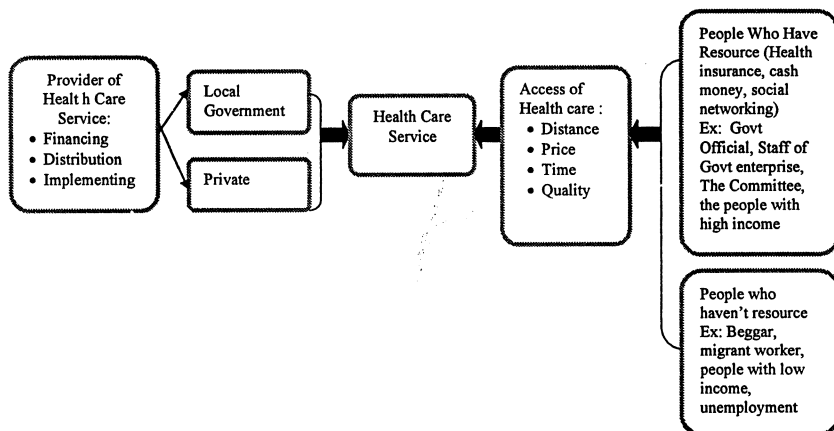 Provider of
Healt h Care
Service:
• Financing
• Distribution
• Implementing
Local
Government
Private
Health Care
Service
Access of
Health care :
• Distance
• Price
• Time
• Quality
People Who Have
Resource (Health
insurance, cash
money, social
networking)
Ex: Govt
Official, Staff of
Govt enterprise,
The Committee,
the people with
high income
People who
haven't resource
Ex: Beggar,
migrant worker,
people with low
income,
unemployment